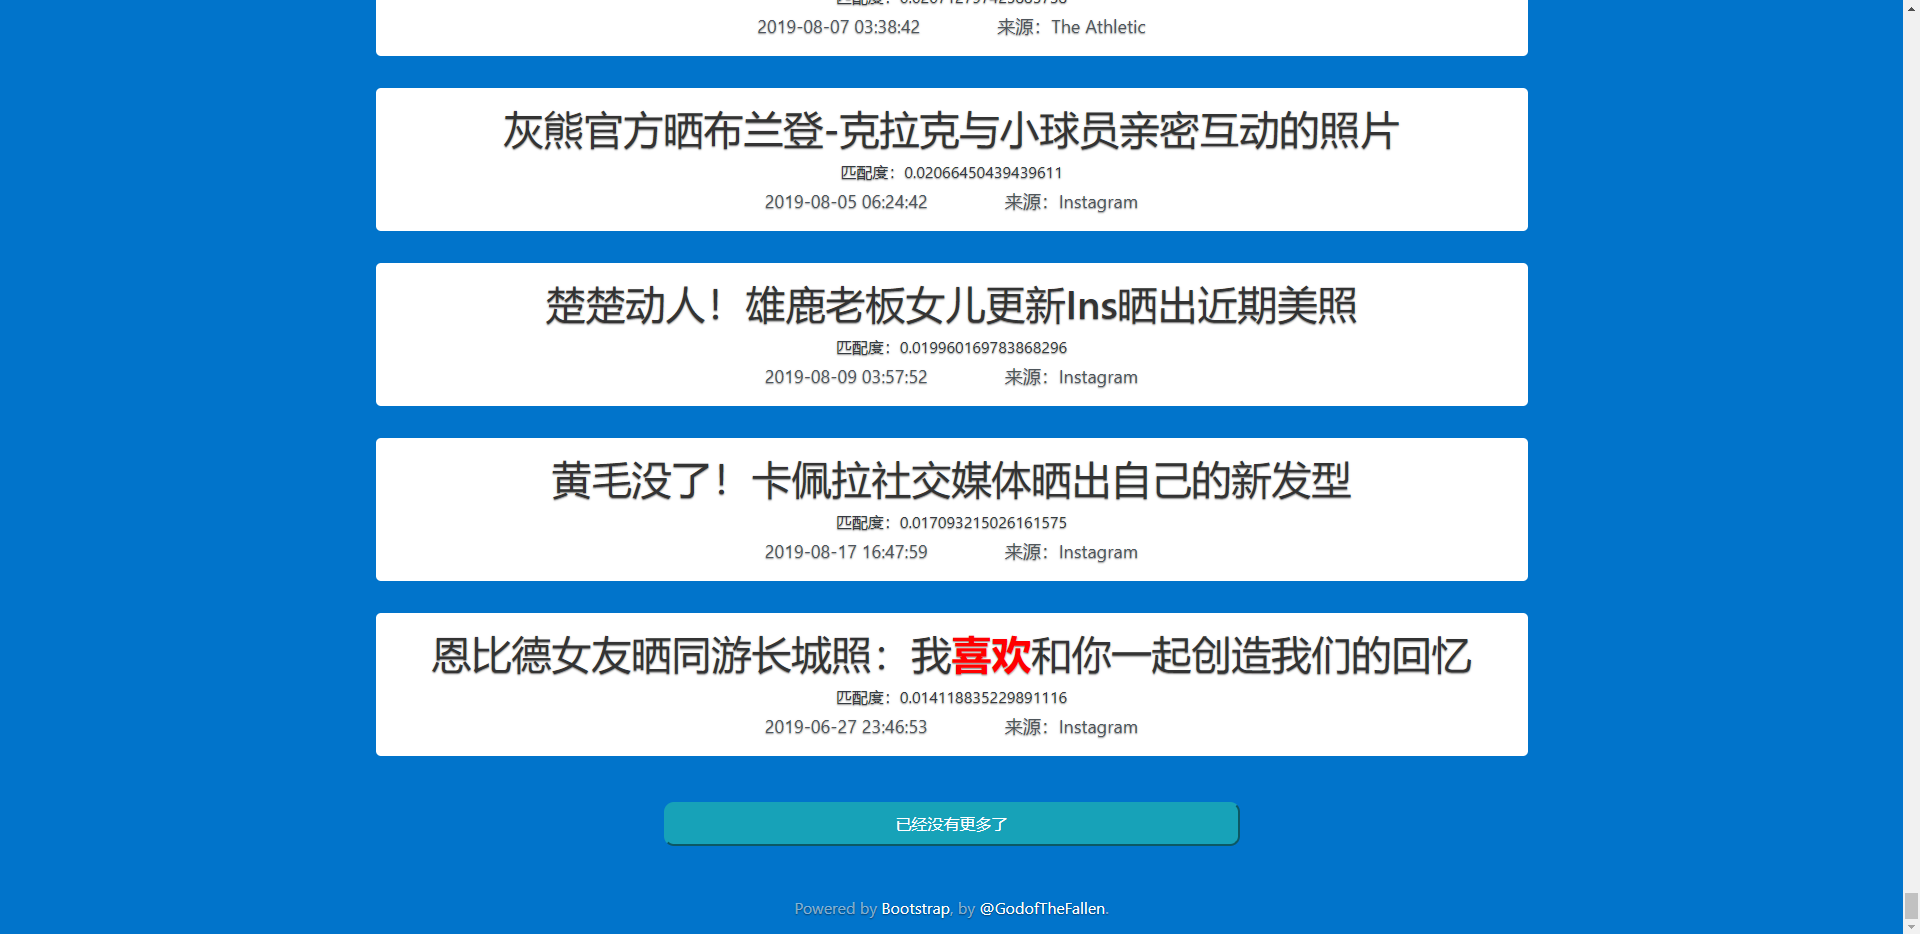 2019-08-07 03:38:42 来源：The Athletic
灰熊官方晒布兰登-克拉克与小球员亲密互动的照片
匹配度：0.02066450439439611
2019-08-05 06:24:42 来源：Instagram
楚楚动人！雄鹿老板女儿更新Ins晒出近期美照
匹配度：0.019960169783868296
2019-08-09 03:57:52 来源：Instagram
黄毛没了！卡佩拉社交媒体晒出自己的新发型
匹配度：0.017093215026161575
2019-08-17 16:47:59 来源：Instagram
恩比德女友晒同游长城照：我喜欢和你一起创造我们的回忆
匹配度：0.014118835229891116
2019-06-27 23:46:53 来源：Instagram
已经没有更多了
Powered by Bootstrap, by @GodofTheFallen.